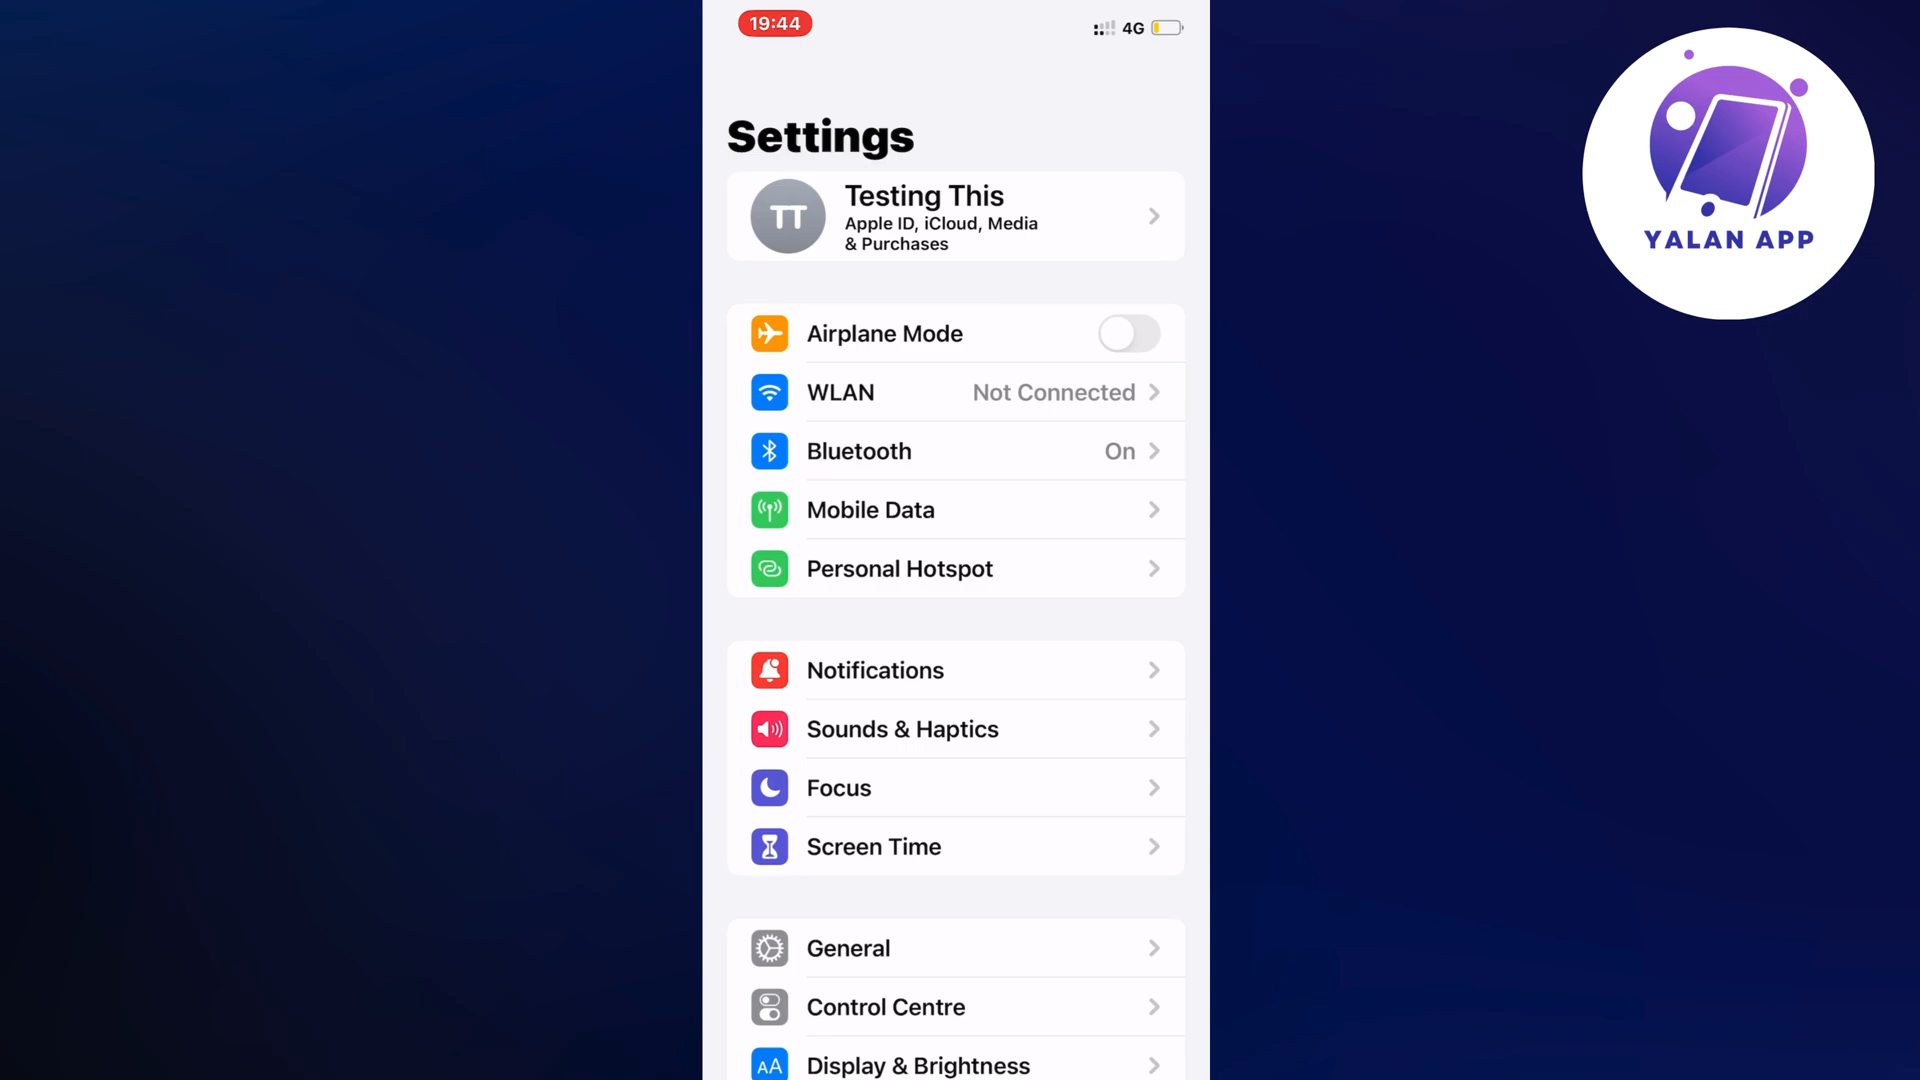 19:44
4G
Settings
TT
Testing This
Apple ID, iCloud, Media
& Purchases
Airplane Mode
WLAN Not Connected
Bluetooth On
Mobile Data
Personal Hotspot
Notifications
Sounds & Haptics
Focus
Screen Time
General
Control Centre
AA Display & Brightness
YALAN APP